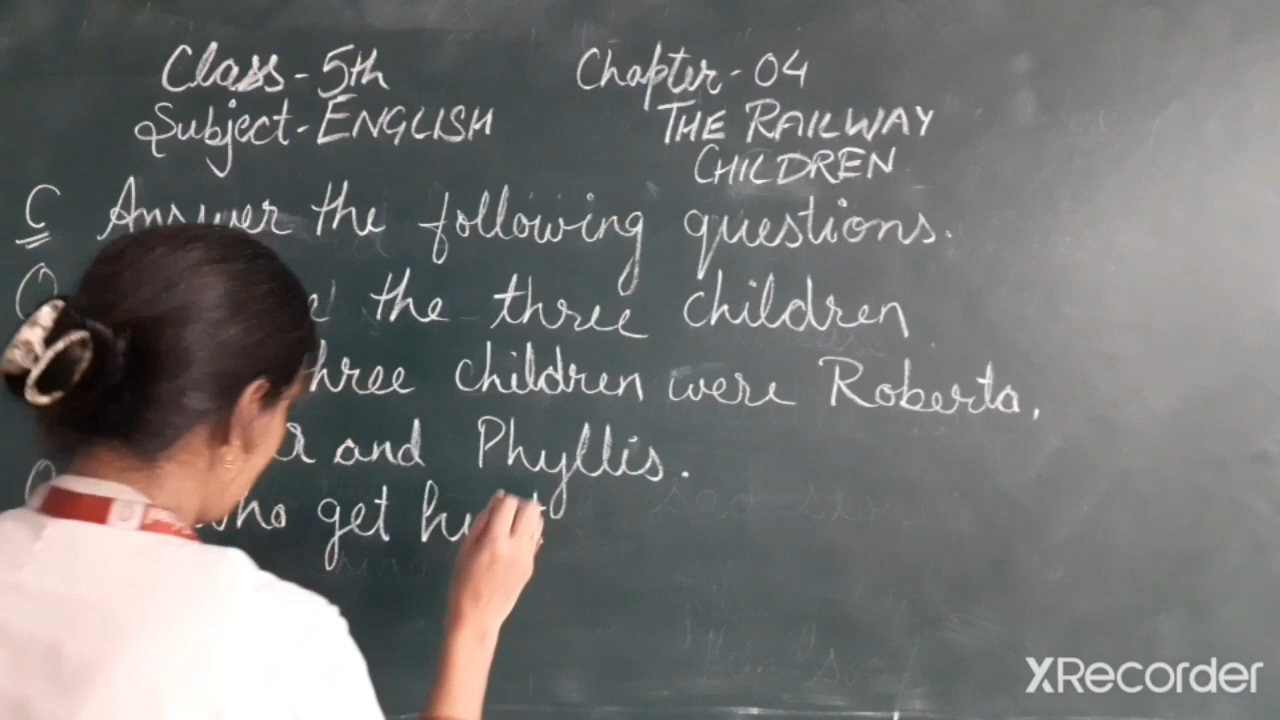 Class - 5th Chapter - 04
Subject - ENGLISH THE RAILWAY
CHILDREN
C Answer the following questions.
the three children
three children were Roberta,
and Phyllis.
who get
XRecorder